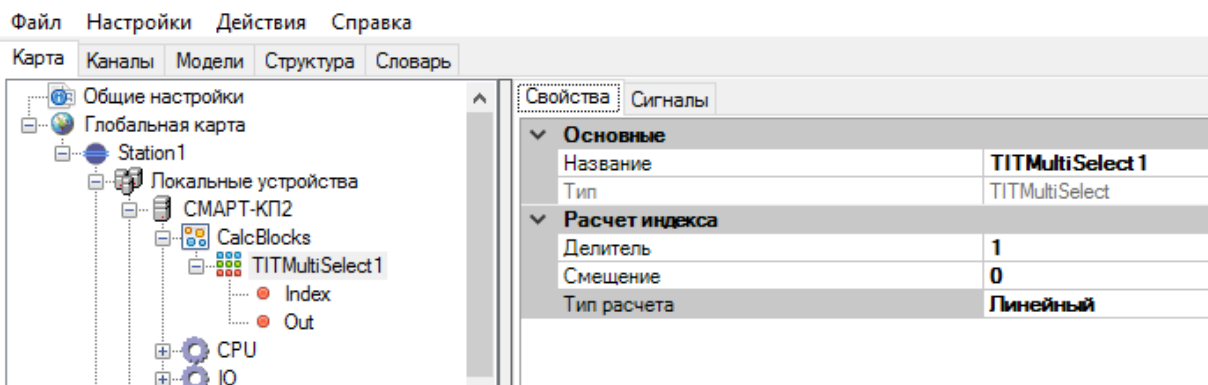 Файл Настройки Действия Справка
Карта Каналы Модели Структура Словарь
Общие настройки
Глобальная карта
Station1
Локальные устройства
СМАРТ-КП2
CalcBlocks
TITMultiSelect1
Index
Out
CPU
IO
Свойства Сигналы
Основные
Название TITMultiSelect1
Тип TITMultiSelect
Расчет индекса
Делитель 1
Смещение 0
Тип расчета Линейный